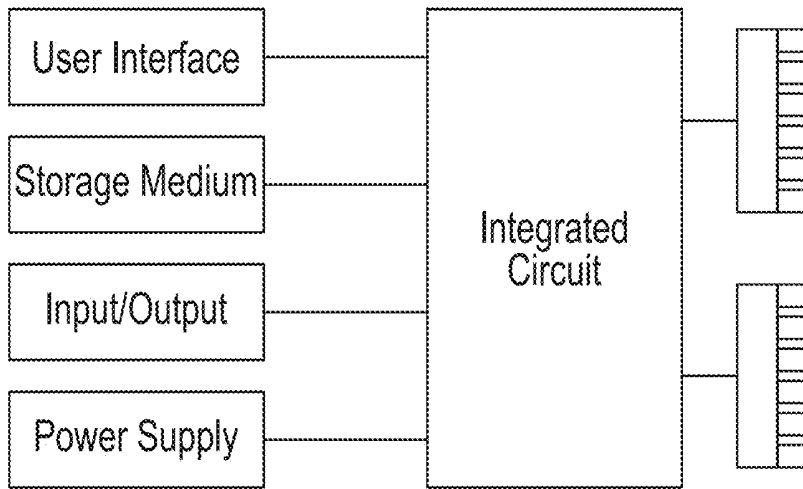 User Interface
Storage Medium
Input/Output
Power Supply
Integrated
Circuit